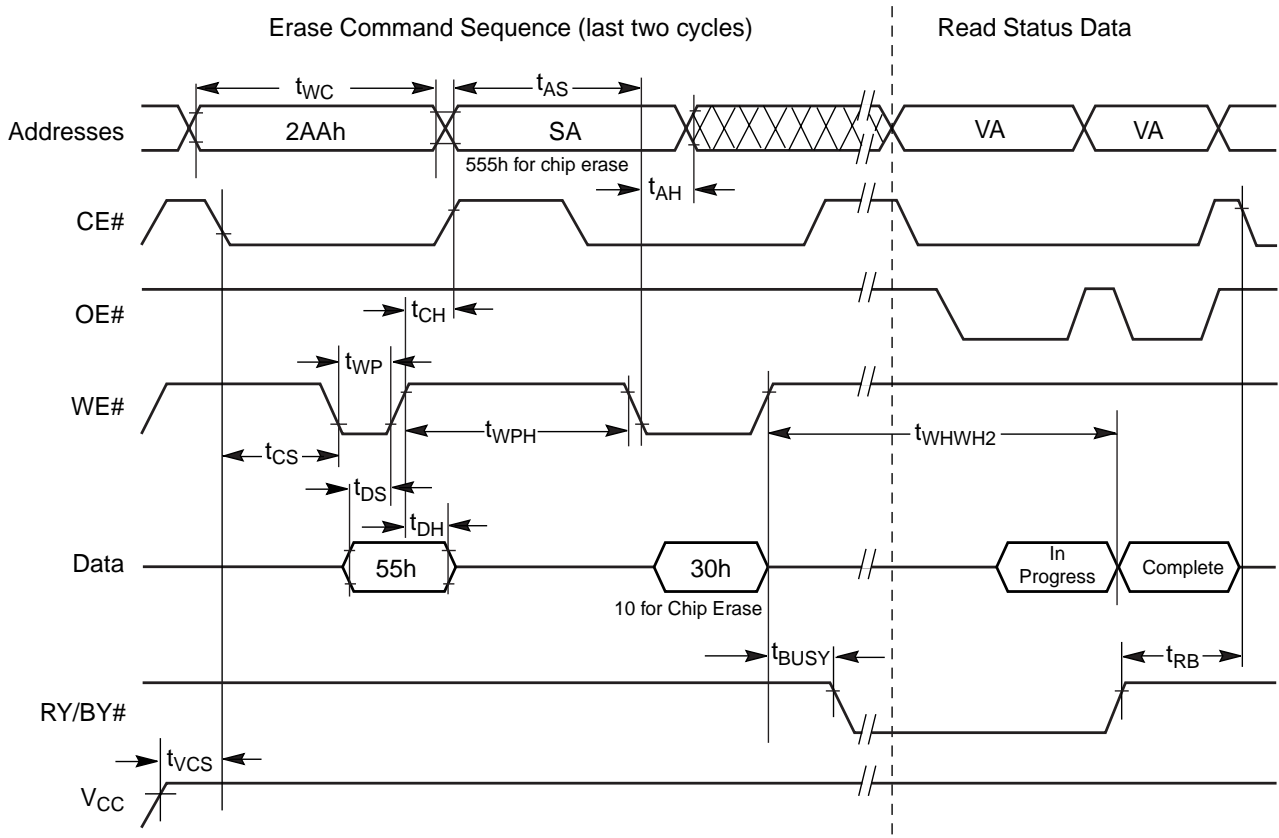 Erase Command Sequence (last two cycles)
Read Status Data
tWC
tAS
Addresses
2AAh
SA
VA
VA
555h for chip erase
tAH
CE#
OE#
tCH
tWP
WE#
tWPH
tWHWH2
tCS
tDS
tDH
Data
55h
30h
In
Progress
Complete
10 for Chip Erase
tBUSY
tRB
RY/BY#
tVCS
VCC